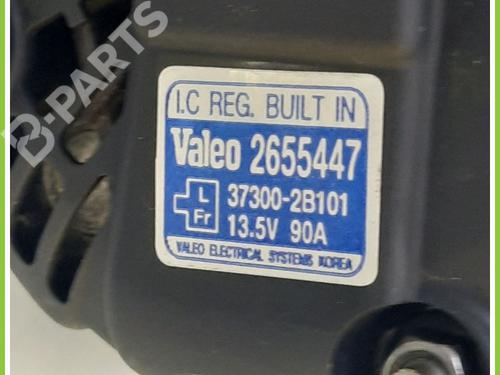 B-PARTS
I.C REG. BUILT IN
Valeo 2655447
L
Fr
37300-2B101
13.5V 90A
VALEO ELECTRICAL SYSTEMS KOREA